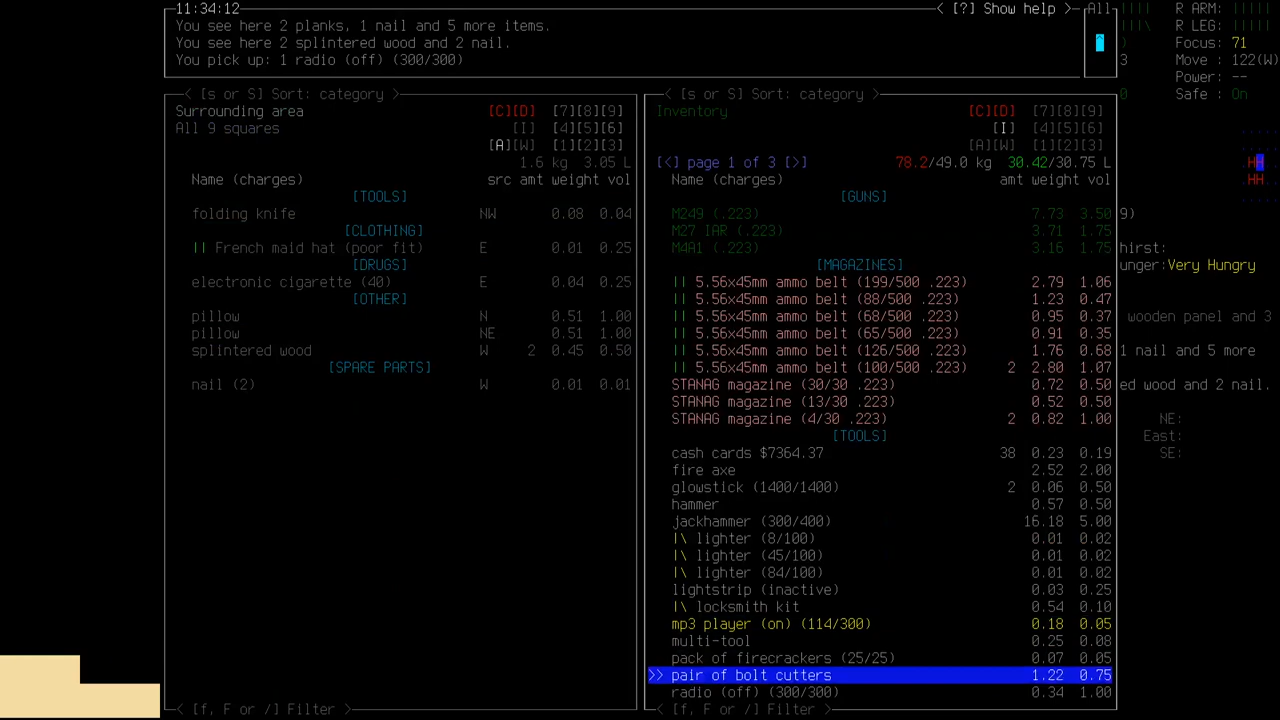 11:34:12 < [?] Show help > All R ARM: |||||
You see here 2 planks, 1 nail and 5 more items. R LEG: |||||
You see here 2 splintered wood and 2 nail. Focus: 71
You pick up: 1 radio (off) (300/300) 3 Move : 122(W)
Power: --
< [s or S] Sort: category > < [s or S] Sort: category > 0 Safe : On
Surrounding area [C][D] [7][8][9] Inventory [C][D] [7][8][9]
All 9 squares [I] [4][5][6] [I] [4][5][6]
[A][W] [1][2][3] [A][W] [1][2][3]
1.6 kg 3.05 L [<] page 1 of 3 [>] 78.2/49.0 kg 30.42/30.75 L HH
Name (charges) src amt weight vol Name (charges) amt weight vol HH
[TOOLS] [GUNS]
folding knife NW 0.08 0.04 M249 (.223) 7.73 3.50 9)
[CLOTHING] M27 IAR (.223) 3.71 1.75
|| French maid hat (poor fit) E 0.01 0.25 M4A1 (.223) 3.16 1.75 hirst:
[DRUGS] [MAGAZINES] unger:Very Hungry
electronic cigarette (40) E 0.04 0.25 || 5.56x45mm ammo belt (199/500 .223) 2.79 1.06
[OTHER] || 5.56x45mm ammo belt (88/500 .223) 1.23 0.47
pillow N 0.51 1.00 || 5.56x45mm ammo belt (68/500 .223) 0.95 0.37 wooden panel and 3
pillow NE 0.51 1.00 || 5.56x45mm ammo belt (65/500 .223) 0.91 0.35
splintered wood W 2 0.45 0.50 || 5.56x45mm ammo belt (126/500 .223) 1.76 0.68 1 nail and 5 more
[SPARE PARTS] || 5.56x45mm ammo belt (100/500 .223) 2 2.80 1.07
nail (2) W 0.01 0.01 STANAG magazine (30/30 .223) 0.72 0.50 ed wood and 2 nail.
STANAG magazine (13/30 .223) 0.52 0.50
STANAG magazine (4/30 .223) 2 0.82 1.00 NE:
[TOOLS] East:
cash cards $7364.37 38 0.23 0.19 SE:
fire axe 2.52 2.00
glowstick (1400/1400) 2 0.06 0.50
hammer 0.57 0.50
jackhammer (300/400) 16.18 5.00
|\ lighter (8/100) 0.01 0.02
|\ lighter (45/100) 0.01 0.02
|\ lighter (84/100) 0.01 0.02
lightstrip (inactive) 0.03 0.25
|\ locksmith kit 0.54 0.10
mp3 player (on) (114/300) 0.18 0.05
multi-tool 0.25 0.08
pack of firecrackers (25/25) 0.07 0.05
>> pair of bolt cutters 1.22 0.75
radio (off) (300/300) 0.34 1.00
< [f, F or /] Filter > < [f, F or /] Filter >